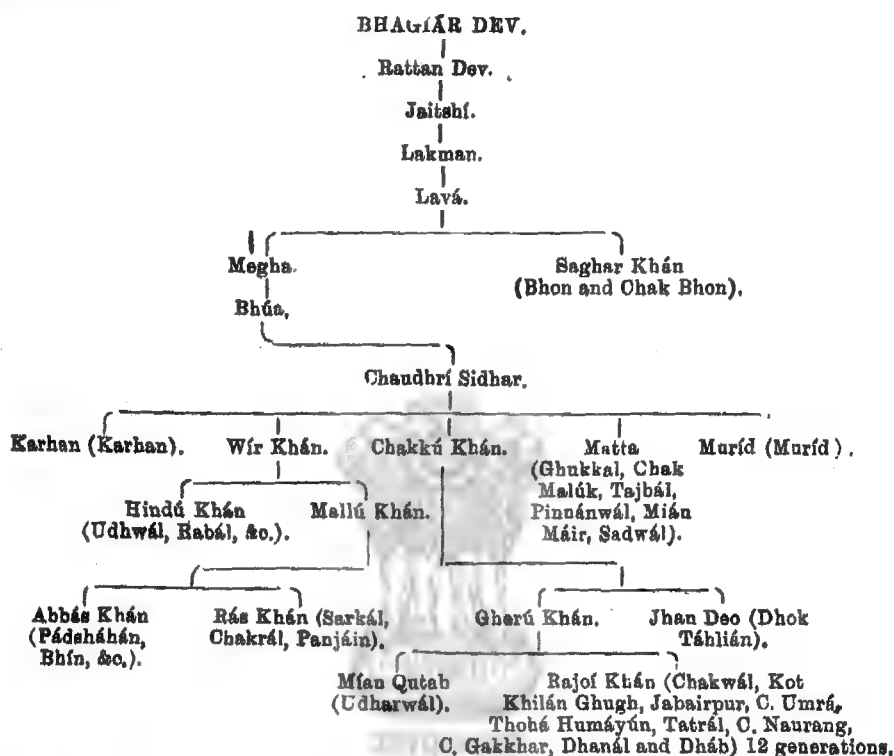 BHAGIÁR DEV.
Rattan Dev.
Jaitshí.
Lakman.
Lavá.
Megha. Saghar Khán
(Bhon and Chak Bhon).
Bhúa,
Chaudhrí Sidhar.
Karhan (Karhan). Wír Khán. Chakkú Khán. Matta Muríd (Muríd).
(Ghukkal, Chak
Malúk, Tajbál,
Pinnánwál, Mián
Máir, Sadwál).
Hindú Khán Mallú Khán.
(Udhwál, Rabál, &c.).
Abbás Khán Rás Khán (Sarkál, Gharú Khán. Jhan Deo (Dhok
(Pádsháhán, Chakrál, Panjáin). Táhlián).
Bhín, &c.).
Mían Qutab Rajoí Khán (Chakwál, Kot
(Udharwál). Khilán Ghugh, Jabairpur, C. Umrá,
Thohá Humáyún, Tatrál, C. Naurang,
C. Gakkhar, Dhanál and Dháb) 12 generations.